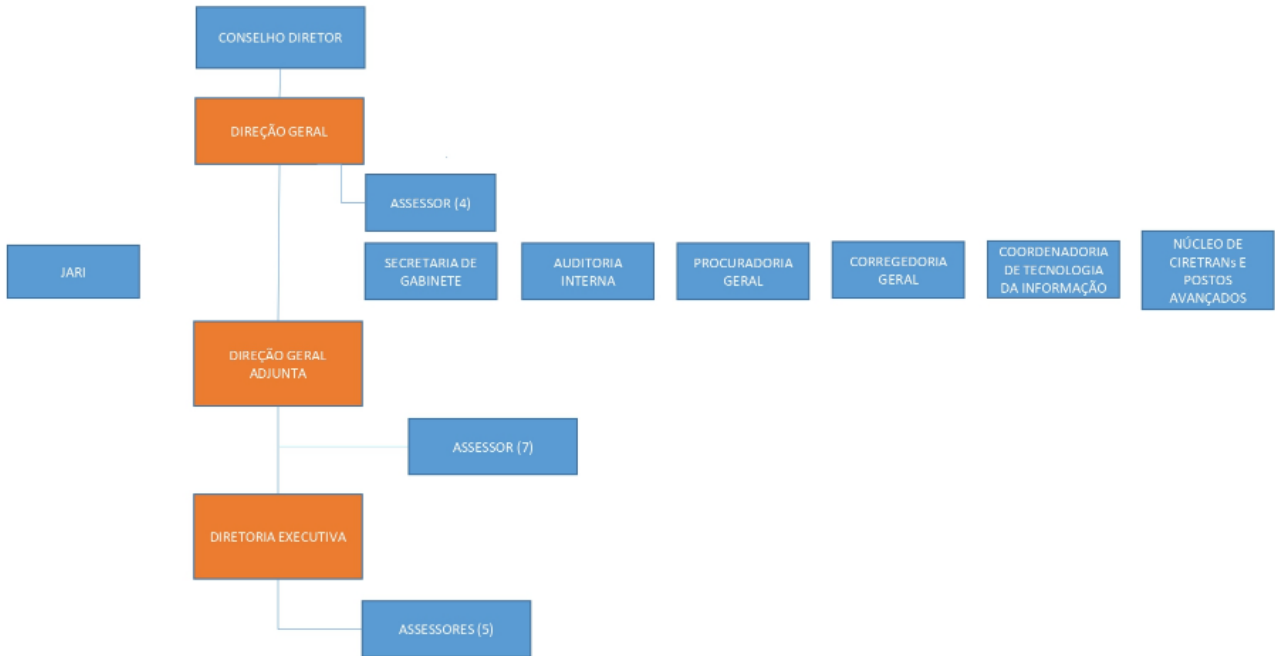 CONSELHO DIRETOR
DIREÇÃO GERAL
ASSESSOR (4)
JARI
SECRETARIA DE
GABINETE
AUDITORIA
INTERNA
PROCURADORIA
GERAL
CORREGEDORIA
GERAL
COORDENADORIA
DE TECNOLOGIA
DA INFORMAÇÃO
NÚCLEO DE
CIRETRANs E
POSTOS
AVANÇADOS
DIREÇÃO GERAL
ADJUNTA
ASSESSOR (7)
DIRETORIA EXECUTIVA
ASSESSORES (5)